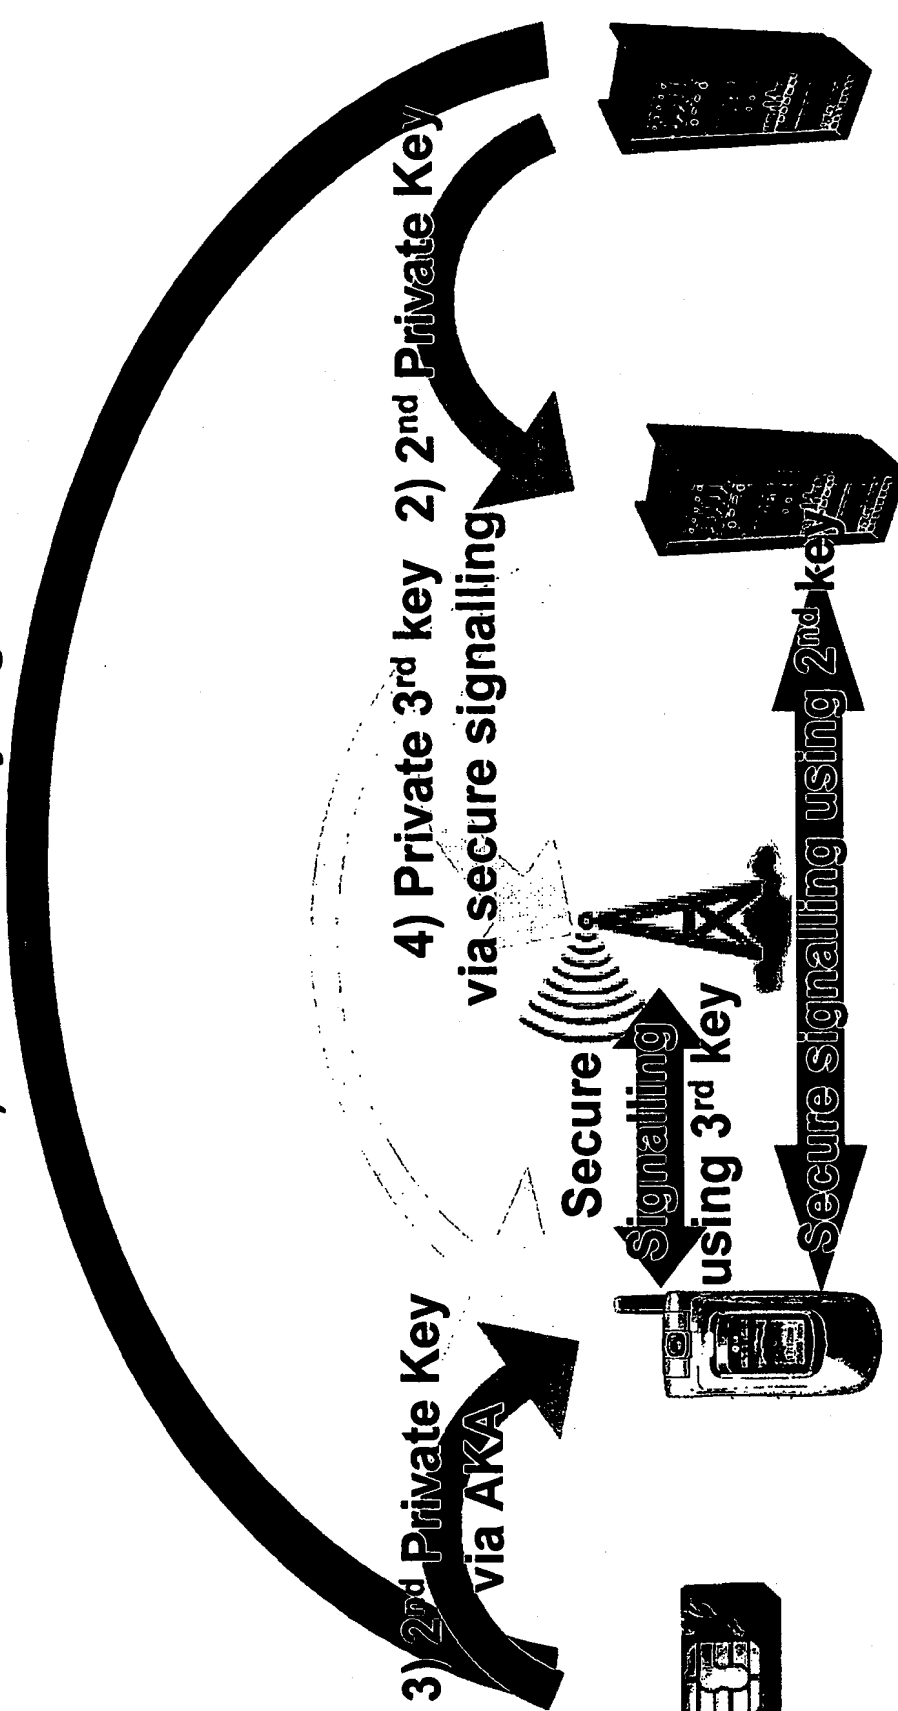 3) 2nd Private Key
via AKA
4) Private 3rd key
via secure signalling
2) 2nd Private Key
Secure
Signalling
using 3rd key
Secure signalling using 2nd key